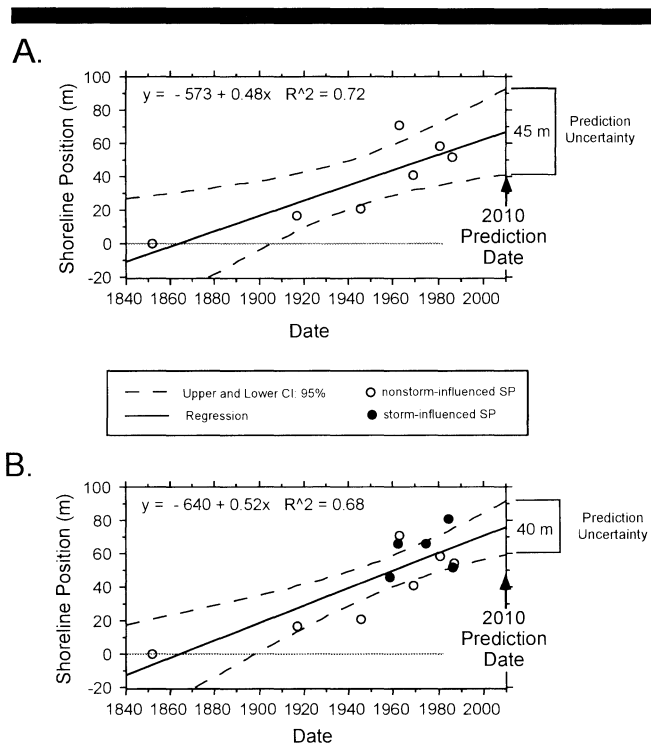 A.
y = - 573 + 0.48x R^2 = 0.72
Shoreline Position (m)
100
80
60
40
20
0
-20
1840 1860 1880 1900 1920 1940 1960 1980 2000
Date
45 m
Prediction
Uncertainty
2010
Prediction
Date
Upper and Lower CI: 95%
nonstorm-influenced SP
Regression
storm-influenced SP
B.
y = - 640 + 0.52x R^2 = 0.68
Shoreline Position (m)
100
80
60
40
20
0
-20
1840 1860 1880 1900 1920 1940 1960 1980 2000
Date
40 m
Prediction
Uncertainty
2010
Prediction
Date